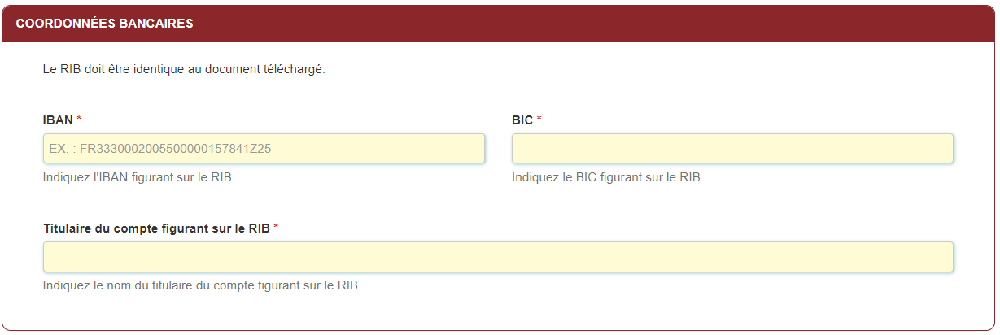 COORDONNÉES BANCAIRES
Le RIB doit être identique au document téléchargé.
IBAN * BIC *
EX. : FR3330002005500000157841Z25
Indiquez l'IBAN figurant sur le RIB Indiquez le BIC figurant sur le RIB
Titulaire du compte figurant sur le RIB *
Indiquez le nom du titulaire du compte figurant sur le RIB